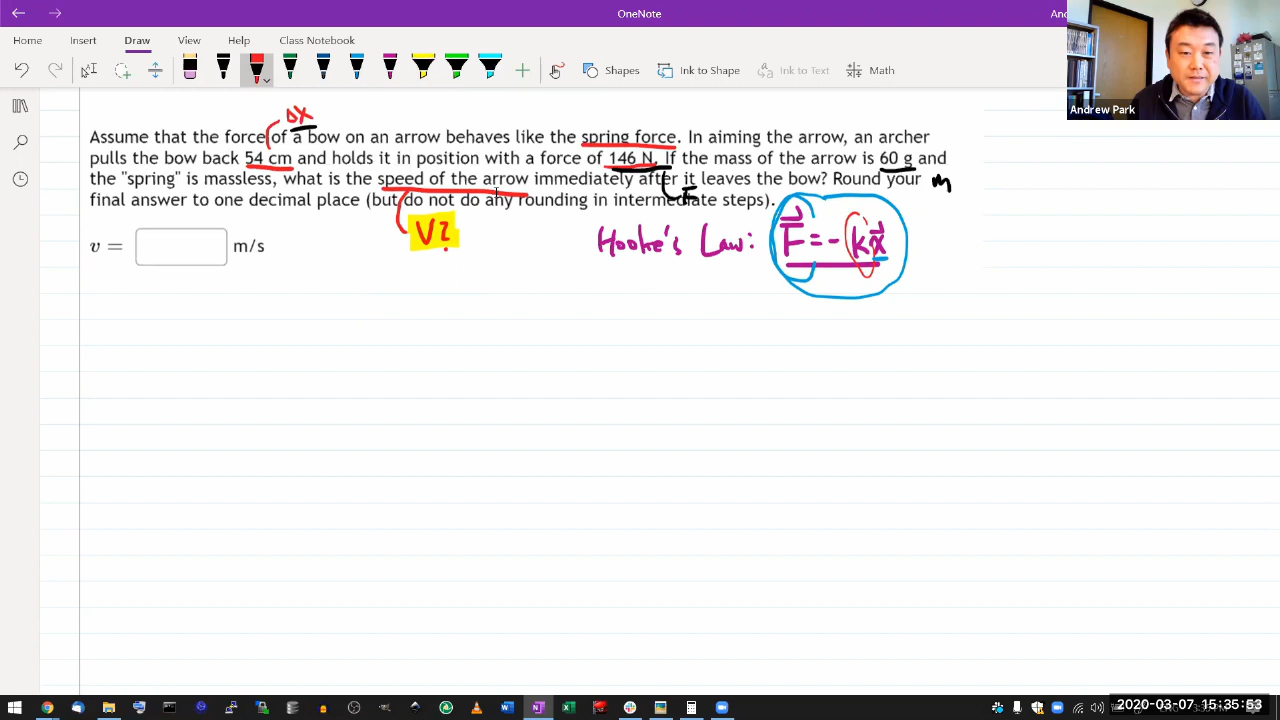 OneNote
An
Home Insert Draw View Help Class Notebook
Shapes Ink to Shape Ink to Text Math
Andrew Park
Δx
Assume that the force of a bow on an arrow behaves like the spring force. In aiming the arrow, an archer
pulls the bow back 54 cm and holds it in position with a force of 146 N. If the mass of the arrow is 60 g and
the "spring" is massless, what is the speed of the arrow immediately after it leaves the bow? Round your m
final answer to one decimal place (but do not do any rounding in intermediate steps).
F
v = m/s
V?
Hooke's Law: F = - kx
2020-03-07 15:35:53